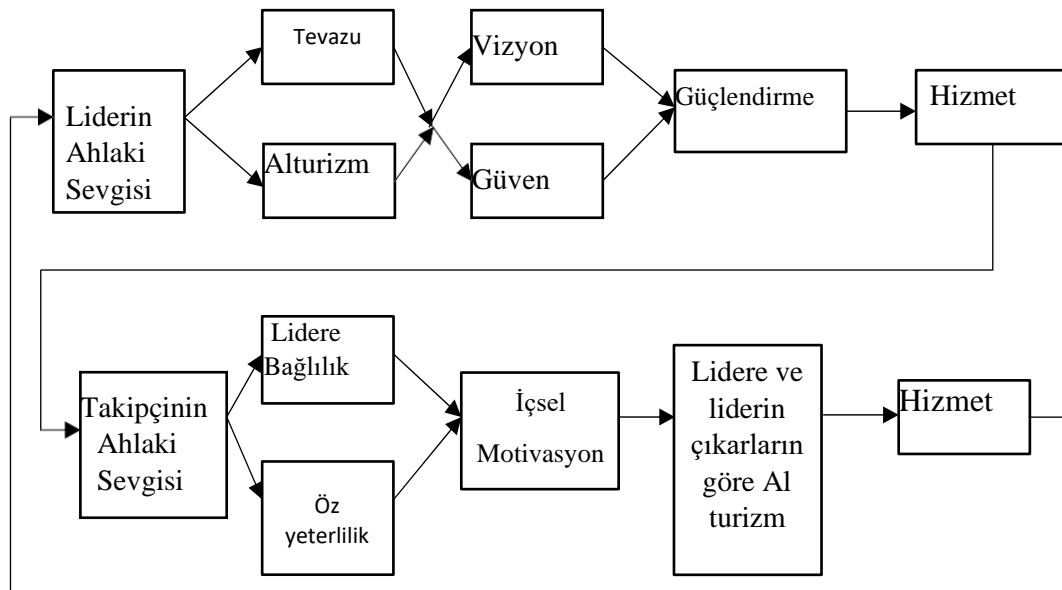 Liderin
Ahlaki
Sevgisi
Tevazu
Alturizm
Vizyon
Güven
Güçlendirme
Hizmet
Takipçinin
Ahlaki
Sevgisi
Lidere
Bağlılık
Öz
yeterlilik
İçsel
Motivasyon
Lidere ve
liderin
çıkarların
göre Al
turizm
Hizmet